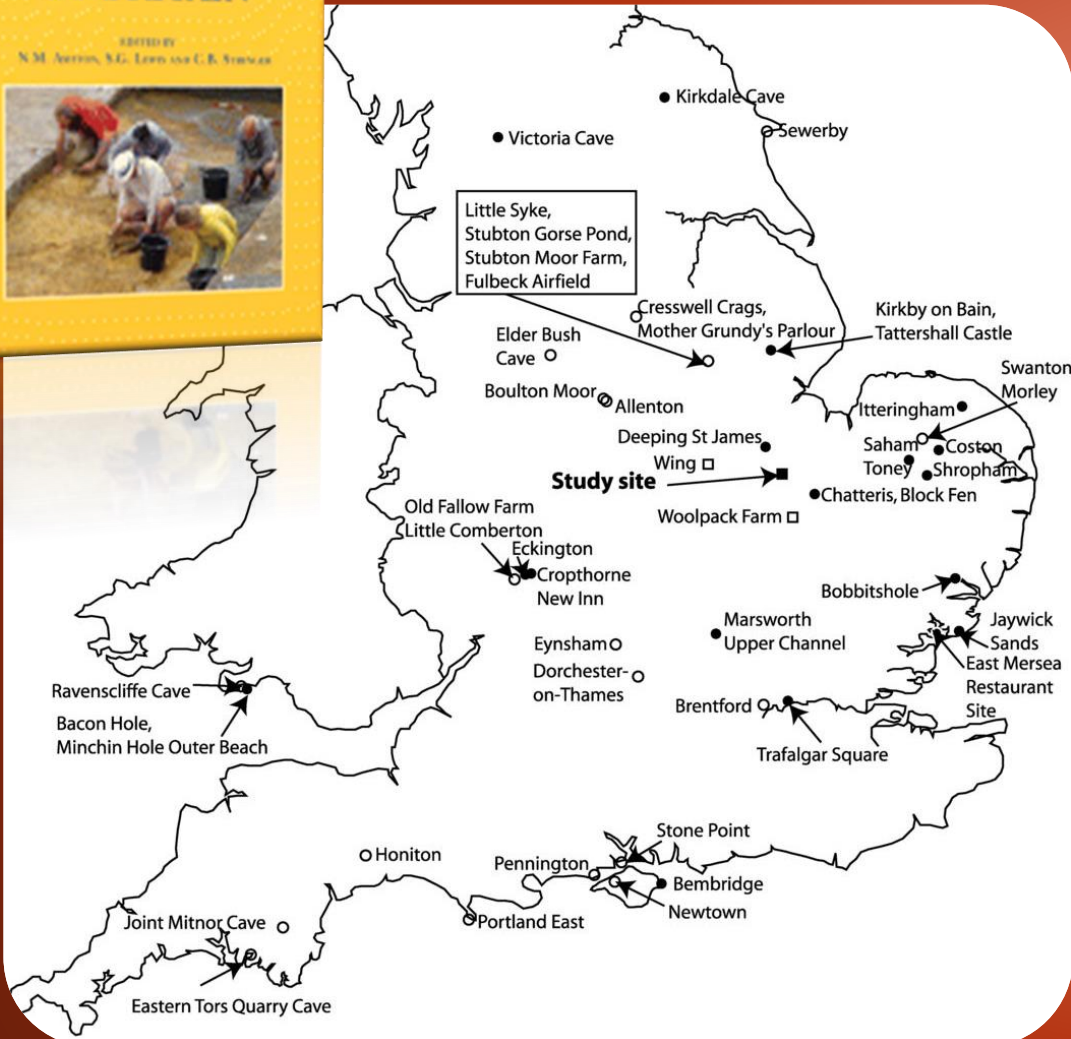 EDITED BY
Kirkdale Cave
Sewerby
Victoria Cave
Little Syke,
Stubton Gorse Pond,
Stubton Moor Farm,
Fulbeck Airfield
Cresswell Crags,
Mother Grundy's Parlour
Kirkby on Bain,
Tattershall Castle
Elder Bush
Cave
Swanton
Morley
Boulton Moor
Allenton
Itteringham
Deeping St James
Saham
Toney
Coston
Shropham
Wing
Study site
Chatteris, Block Fen
Woolpack Farm
Old Fallow Farm
Little Comberton
Eckington
Cropthorne
New Inn
Bobbitshole
Marsworth
Upper Channel
Jaywick
Sands
East Mersea
Restaurant
Site
Eynsham
Dorchester-
on-Thames
Ravenscliffe Cave
Brentford
Bacon Hole,
Minchin Hole Outer Beach
Trafalgar Square
Stone Point
Honiton
Pennington
Bembridge
Newtown
Joint Mitnor Cave
Portland East
Eastern Tors Quarry Cave